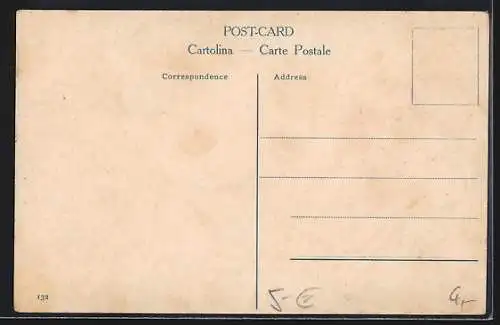 POST-CARD
Cartolina — Carte Postale
Correspondence
Address
132
5-E
4,-